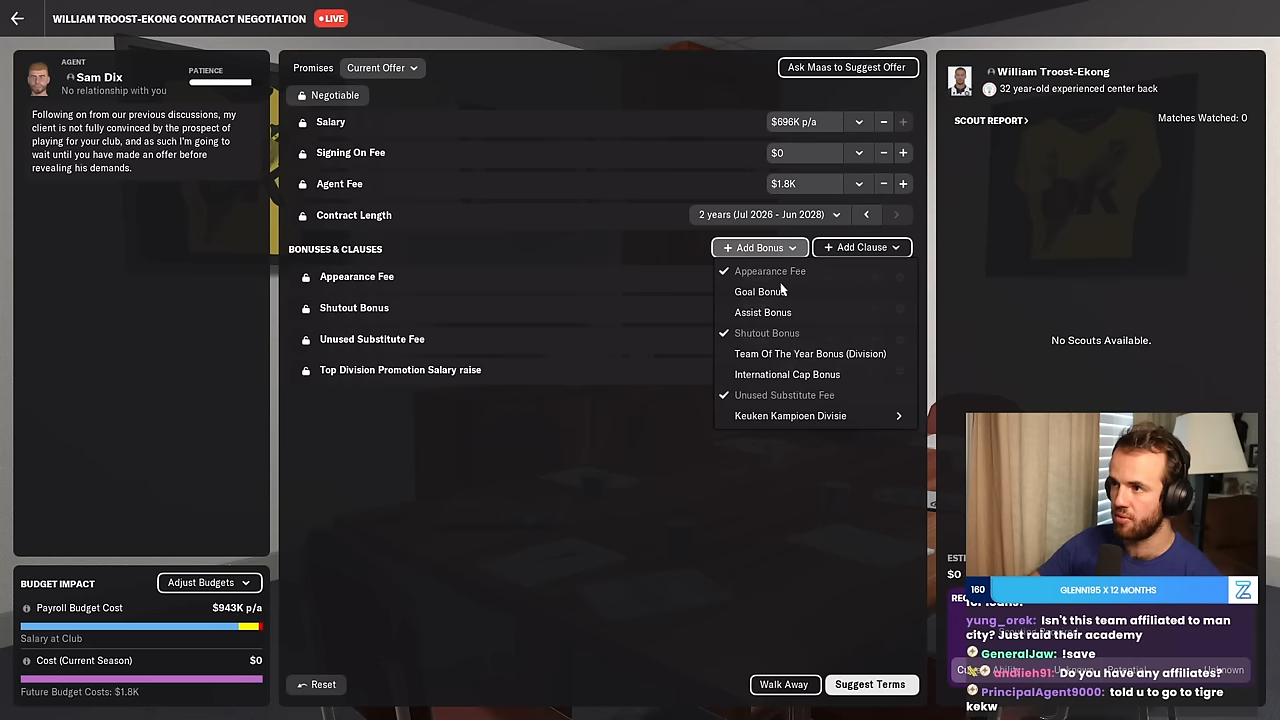 WILLIAM TROOST-EKONG CONTRACT NEGOTIATION
LIVE
AGENT
Sam Dix
No relationship with you
PATIENCE
Following on from our previous discussions, my
client is not fully convinced by the prospect of
playing for your club, and as such I'm going to
wait until you have made an offer before
revealing his demands.
BUDGET IMPACT
Adjust Budgets
Payroll Budget Cost
$943K p/a
Salary at Club
Cost (Current Season)
$0
Future Budget Costs: $1.8K
Promises
Current Offer
Ask Maas to Suggest Offer
Negotiable
Salary
$696K p/a
Signing On Fee
$0
Agent Fee
$1.8K
Contract Length
2 years (Jul 2026 - Jun 2028)
BONUSES & CLAUSES
+ Add Bonus
+ Add Clause
Appearance Fee
Shutout Bonus
Unused Substitute Fee
Top Division Promotion Salary raise
Appearance Fee
Goal Bonus
Assist Bonus
Shutout Bonus
Team Of The Year Bonus (Division)
International Cap Bonus
Unused Substitute Fee
Keuken Kampioen Divisie
Reset
Walk Away
Suggest Terms
William Troost-Ekong
32 year-old experienced center back
SCOUT REPORT
Matches Watched: 0
No Scouts Available.
$0
160
GLENN195 X 12 MONTHS
for loans?
yung_orek: Isn't this team affiliated to man
city? Just raid their academy
GeneralJaw: !save
andlieh91: Do you have any affiliates?
PrincipalAgent9000: told u to go to tigre
kekw